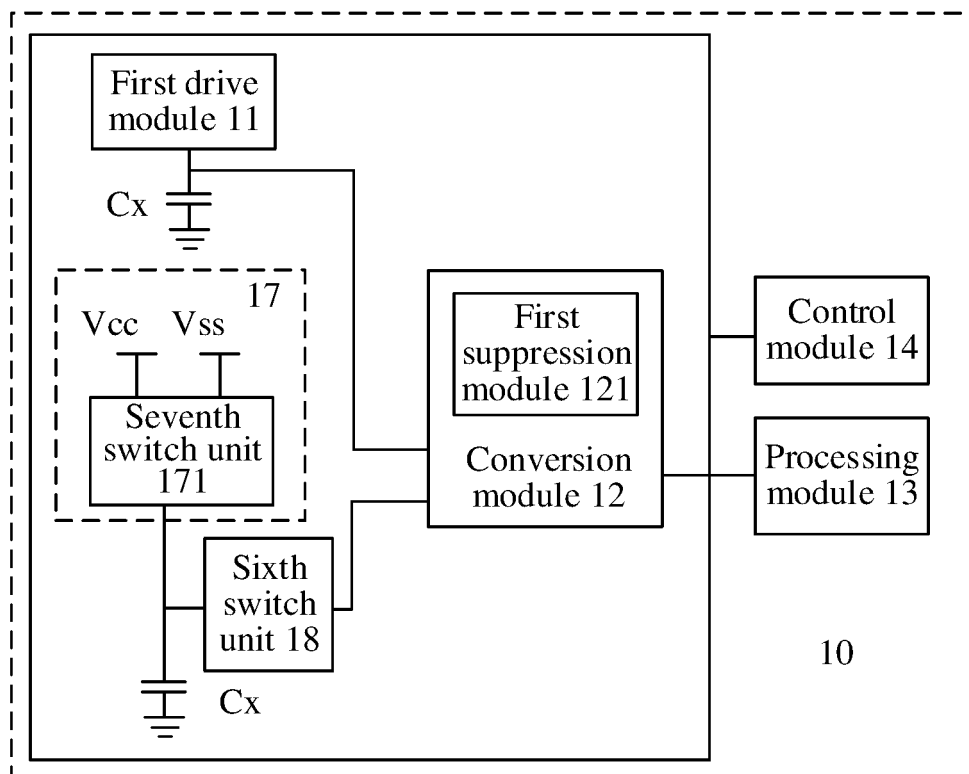 First drive
module 11
Cx
17
Vcc Vss
Seventh
switch unit
171
Sixth
switch
unit 18
Cx
First
suppression
module 121
Conversion
module 12
Control
module 14
Processing
module 13
10